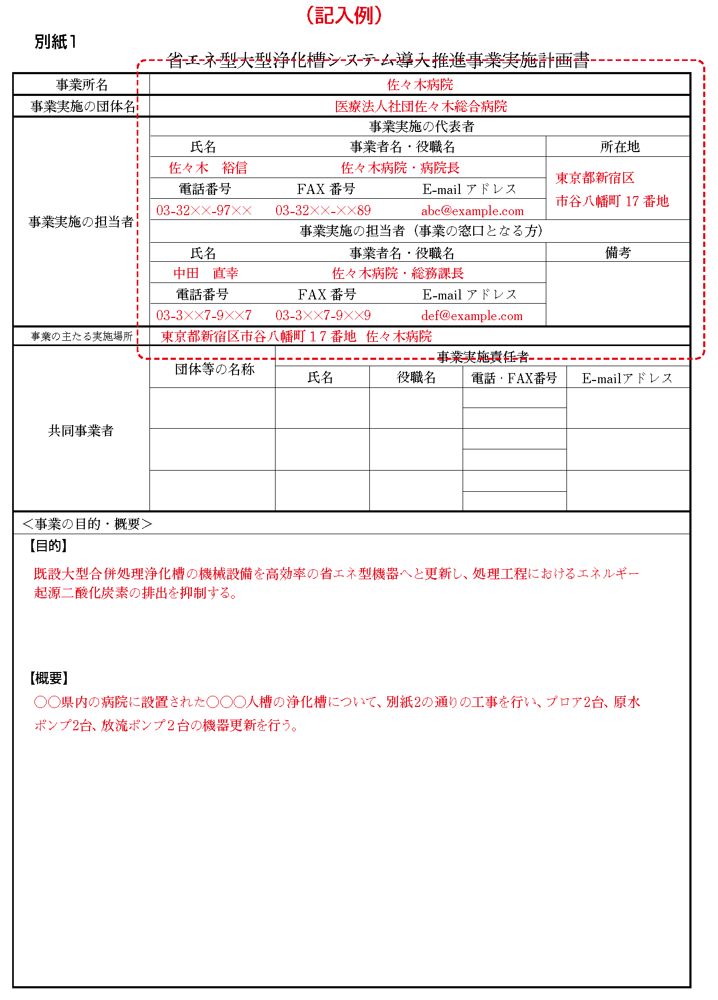 （記入例）
別紙1
省エネ型大型浄化槽システム導入推進事業実施計画書
事業所名 佐々木病院
事業実施の団体名 医療法人社団佐々木総合病院
事業実施の担当者
事業実施の代表者
氏名 事業者名・役職名 所在地
佐々木　裕信 佐々木病院・病院長
東京都新宿区
市谷八幡町 17 番地
電話番号 FAX 番号 E-mail アドレス
03-32××-97×× 03-32××-××89 abc@example.com
事業実施の担当者（事業の窓口となる方）
氏名 事業者名・役職名 備考
中田　直幸 佐々木病院・総務課長
電話番号 FAX 番号 E-mail アドレス
03-3××7-9××7 03-3××7-9××9 def@example.com
事業の主たる実施場所 東京都新宿区市谷八幡町１７番地 佐々木病院
共同事業者
団体等の名称 事業実施責任者
氏名 役職名 電話・FAX番号 E-mailアドレス
＜事業の目的・概要＞
【目的】
既設大型合併処理浄化槽の機械設備を高効率の省エネ型機器へと更新し、処理工程におけるエネルギー
起源二酸化炭素の排出を抑制する。
【概要】
〇〇県内の病院に設置された〇〇〇人槽の浄化槽について、別紙2の通りの工事を行い、ブロア2台、原水
ポンプ2台、放流ポンプ２台の機器更新を行う。